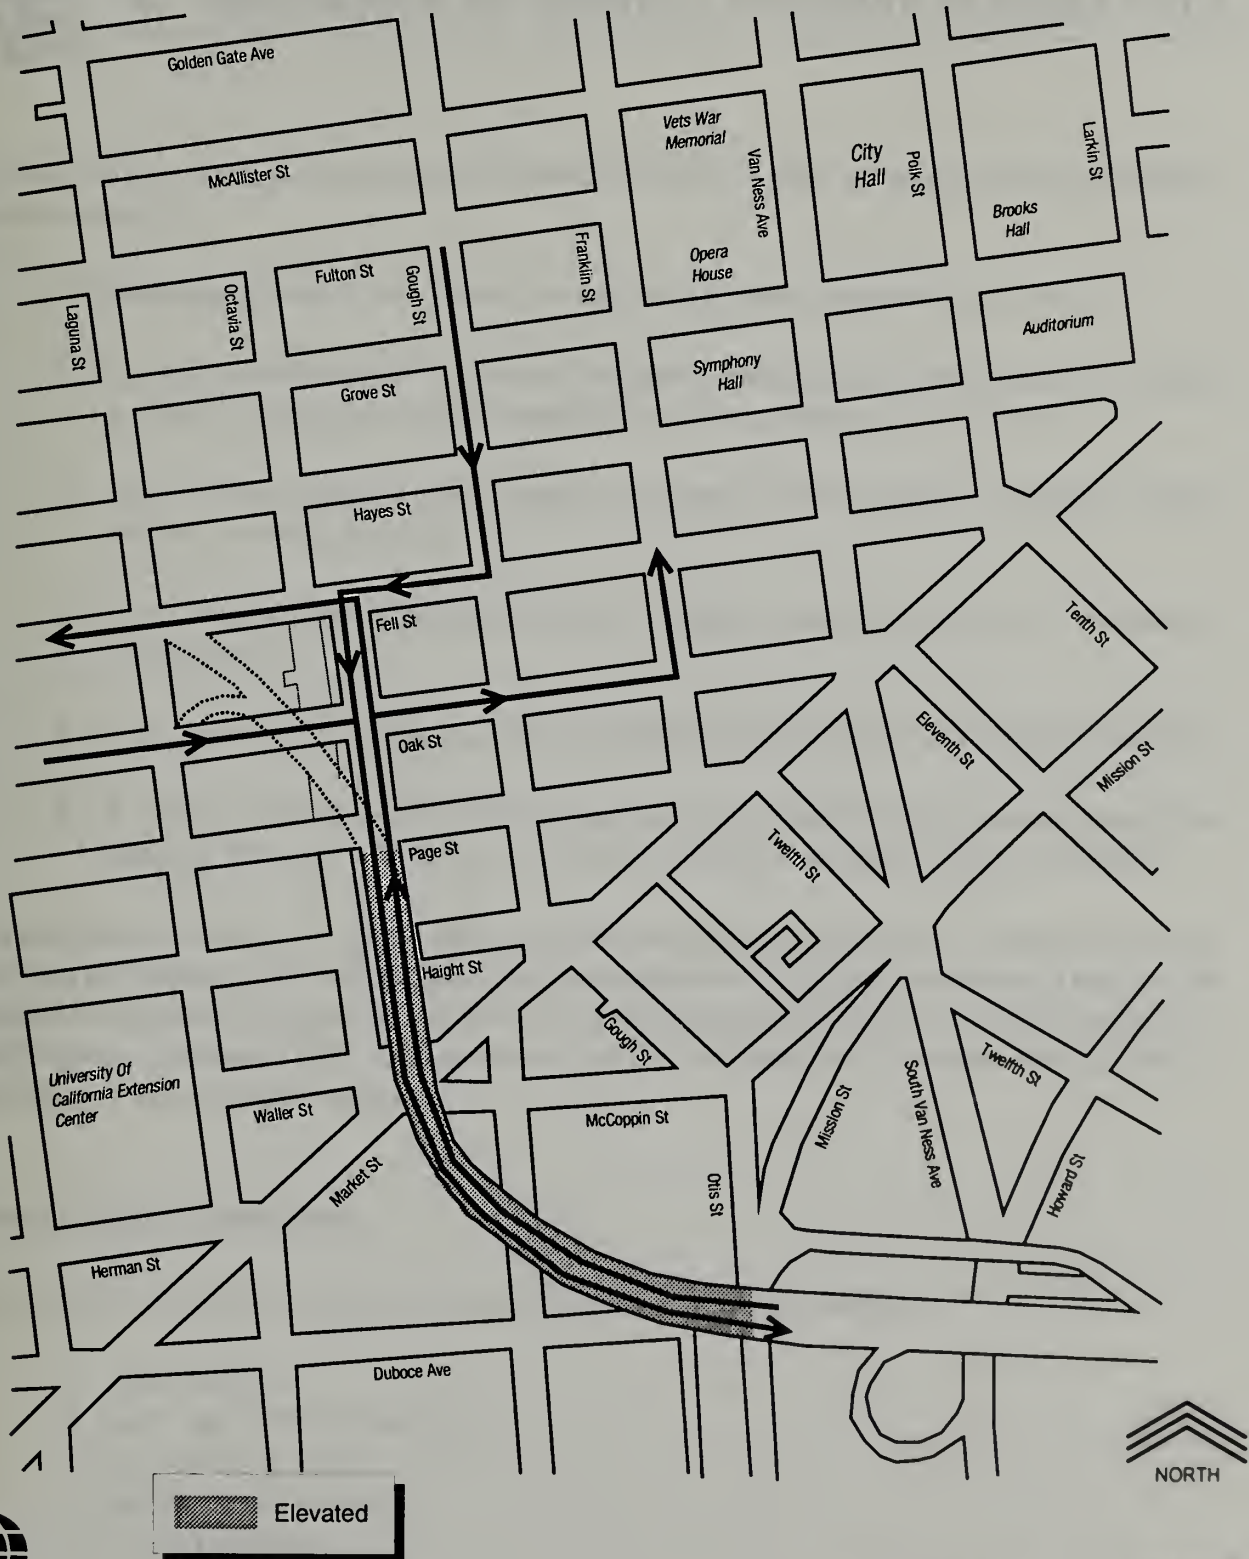 Golden Gate Ave
McAllister St
Vets War
Memorial
Van Ness Ave
City
Hall
Polk St
Larkin St
Brooks
Hall
Opera
House
Fulton St
Gough St
Franklin St
Laguna St
Octavia St
Auditorium
Symphony
Hall
Grove St
Hayes St
Fell St
Tenth St
Oak St
Eleventh St
Mission St
Page St
Twelfth St
Haight St
Gough St
University Of
California Extension
Center
Waller St
McCoppin St
Mission St
South Van Ness Ave
Twelfth St
Market St
Otis St
Howard St
Herman St
Duboce Ave
NORTH
Elevated